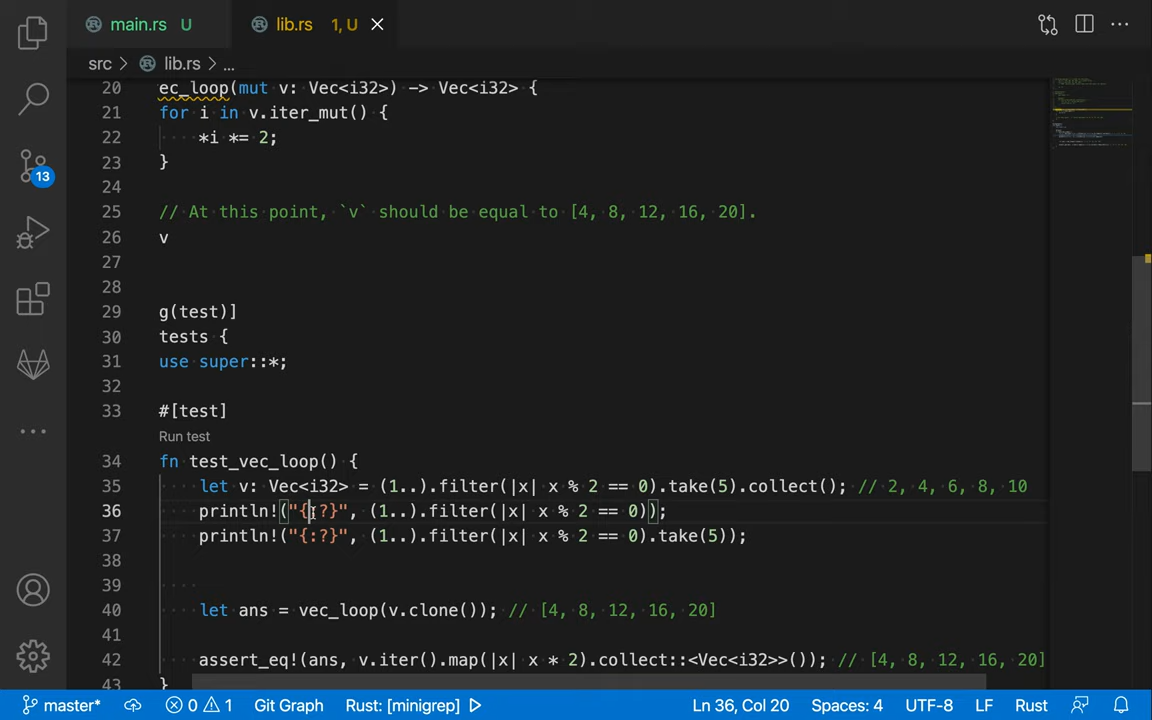 main.rs U lib.rs 1, U
src > lib.rs > ...
20 ec_loop(mut v: Vec<i32>) -> Vec<i32> {
21 for i in v.iter_mut() {
22 *i *= 2;
23 }
24
25 // At this point, `v` should be equal to [4, 8, 12, 16, 20].
26 v
27
28
29 g(test)]
30 tests {
31 use super::*;
32
33 #[test]
Run test
34 fn test_vec_loop() {
35 let v: Vec<i32> = (1..).filter(|x| x % 2 == 0).take(5).collect(); // 2, 4, 6, 8, 10
36 println!("{:?}", (1..).filter(|x| x % 2 == 0));
37 println!("{:?}", (1..).filter(|x| x % 2 == 0).take(5));
38
39
40 let ans = vec_loop(v.clone()); // [4, 8, 12, 16, 20]
41
42 assert_eq!(ans, v.iter().map(|x| x * 2).collect::<Vec<i32>>()); // [4, 8, 12, 16, 20]
43 }
13
master* 0 1 Git Graph Rust: [minigrep] Ln 36, Col 20 Spaces: 4 UTF-8 LF Rust